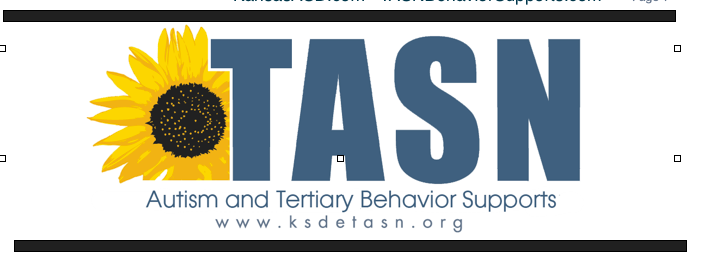 TASN
Autism and Tertiary Behavior Supports
www.ksdetasn.org